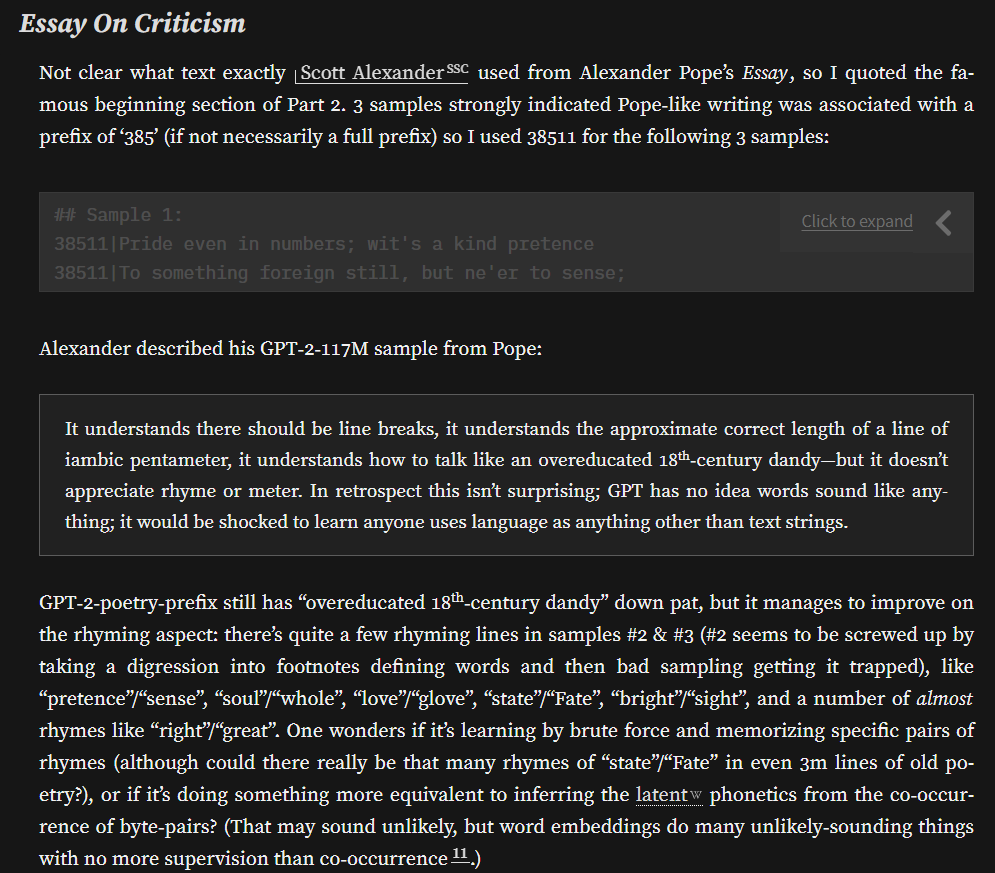 Essay On Criticism
Not clear what text exactly Scott Alexander SSC used from Alexander Pope’s Essay, so I quoted the fa-
mous beginning section of Part 2. 3 samples strongly indicated Pope-like writing was associated with a
prefix of ‘385’ (if not necessarily a full prefix) so I used 38511 for the following 3 samples:
## Sample 1:
Click to expand
38511|Pride even in numbers; wit's a kind pretence
38511|To something foreign still, but ne'er to sense;
Alexander described his GPT-2-117M sample from Pope:
It understands there should be line breaks, it understands the approximate correct length of a line of
iambic pentameter, it understands how to talk like an overeducated 18th-century dandy—but it doesn’t
appreciate rhyme or meter. In retrospect this isn’t surprising; GPT has no idea words sound like any-
thing; it would be shocked to learn anyone uses language as anything other than text strings.
GPT-2-poetry-prefix still has “overeducated 18th-century dandy” down pat, but it manages to improve on
the rhyming aspect: there’s quite a few rhyming lines in samples #2 & #3 (#2 seems to be screwed up by
taking a digression into footnotes defining words and then bad sampling getting it trapped), like
“pretence”/“sense”, “soul”/“whole”, “love”/“glove”, “state”/“Fate”, “bright”/“sight”, and a number of almost
rhymes like “right”/“great”. One wonders if it’s learning by brute force and memorizing specific pairs of
rhymes (although could there really be that many rhymes of “state”/“Fate” in even 3m lines of old po-
etry?), or if it’s doing something more equivalent to inferring the latent W phonetics from the co-occur-
rence of byte-pairs? (That may sound unlikely, but word embeddings do many unlikely-sounding things
with no more supervision than co-occurrence 11.)